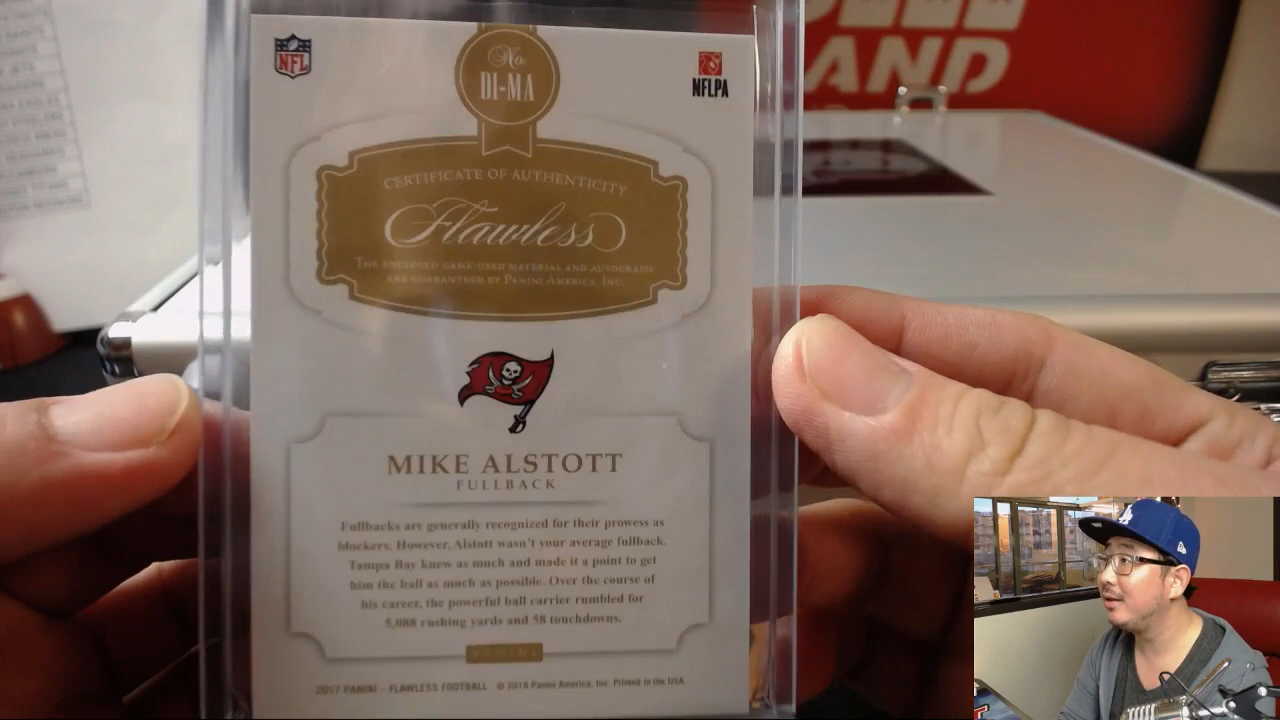 NFL
No.
DI-MA
NFLPA
AND
CERTIFICATE OF AUTHENTICITY
Flawless
THE ENCLOSED GAME-USED MATERIAL AND AUTOGRAPH
ARE GUARANTEED BY PANINI AMERICA, INC.
MIKE ALSTOTT
FULLBACK
Fullbacks are generally recognized for their prowess as
blockers. However, Alstott wasn't your average fullback.
Tampa Bay knew as much and made it a point to get
him the ball as much as possible. Over the course of
his career, the powerful ball carrier rumbled for
5,088 rushing yards and 58 touchdowns.
PANINI
2017 PANINI - FLAWLESS FOOTBALL © 2018 Panini America, Inc. Printed in the USA.
LA